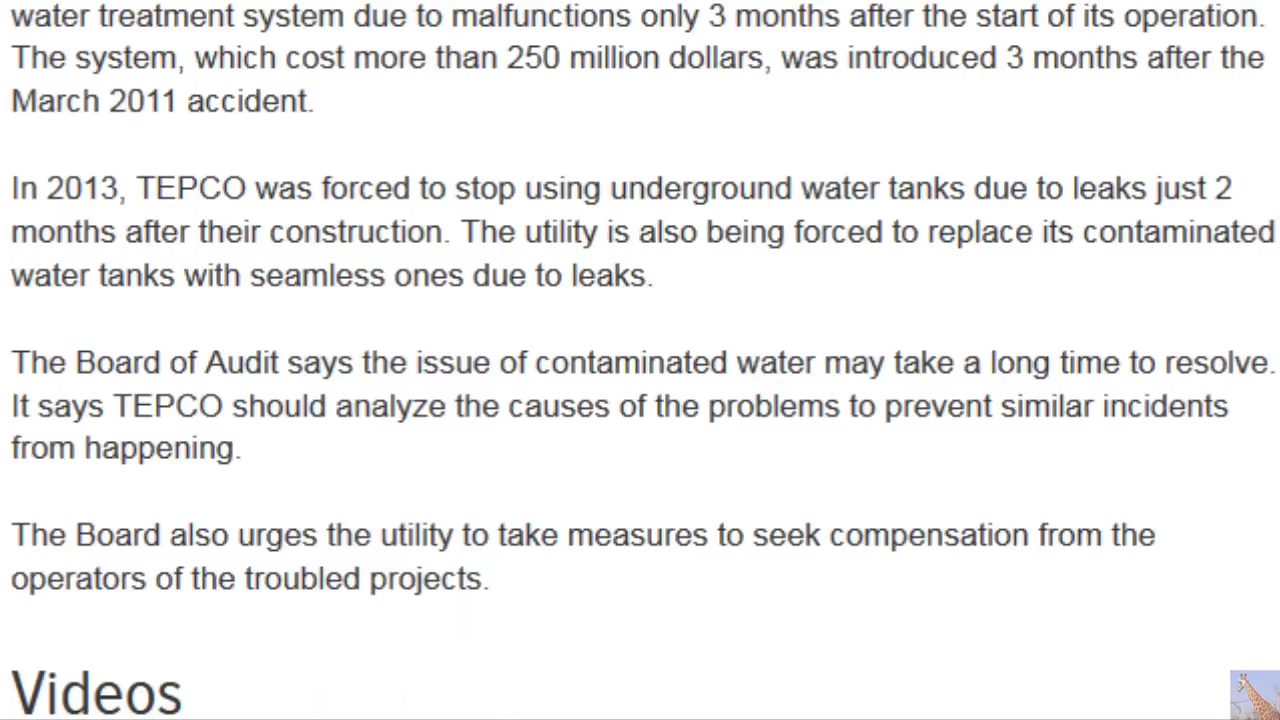 water treatment system due to malfunctions only 3 months after the start of its operation.
The system, which cost more than 250 million dollars, was introduced 3 months after the
March 2011 accident.
In 2013, TEPCO was forced to stop using underground water tanks due to leaks just 2
months after their construction. The utility is also being forced to replace its contaminated
water tanks with seamless ones due to leaks.
The Board of Audit says the issue of contaminated water may take a long time to resolve.
It says TEPCO should analyze the causes of the problems to prevent similar incidents
from happening.
The Board also urges the utility to take measures to seek compensation from the
operators of the troubled projects.
Videos